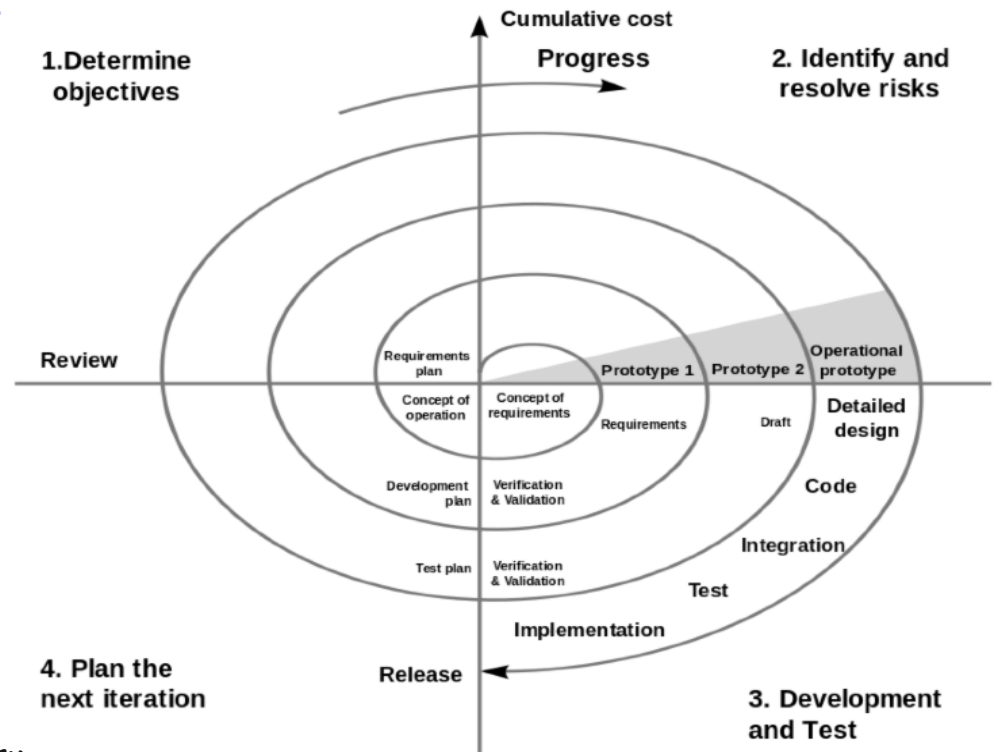 Cumulative cost
Progress
1.Determine
objectives
2. Identify and
resolve risks
Review
Requirements
plan
Prototype 1
Prototype 2
Operational
prototype
Concept of
operation
Concept of
requirements
Requirements
Draft
Detailed
design
Development
plan
Verification
& Validation
Code
Integration
Test plan
Verification
& Validation
Test
Implementation
Release
4. Plan the
next iteration
3. Development
and Test